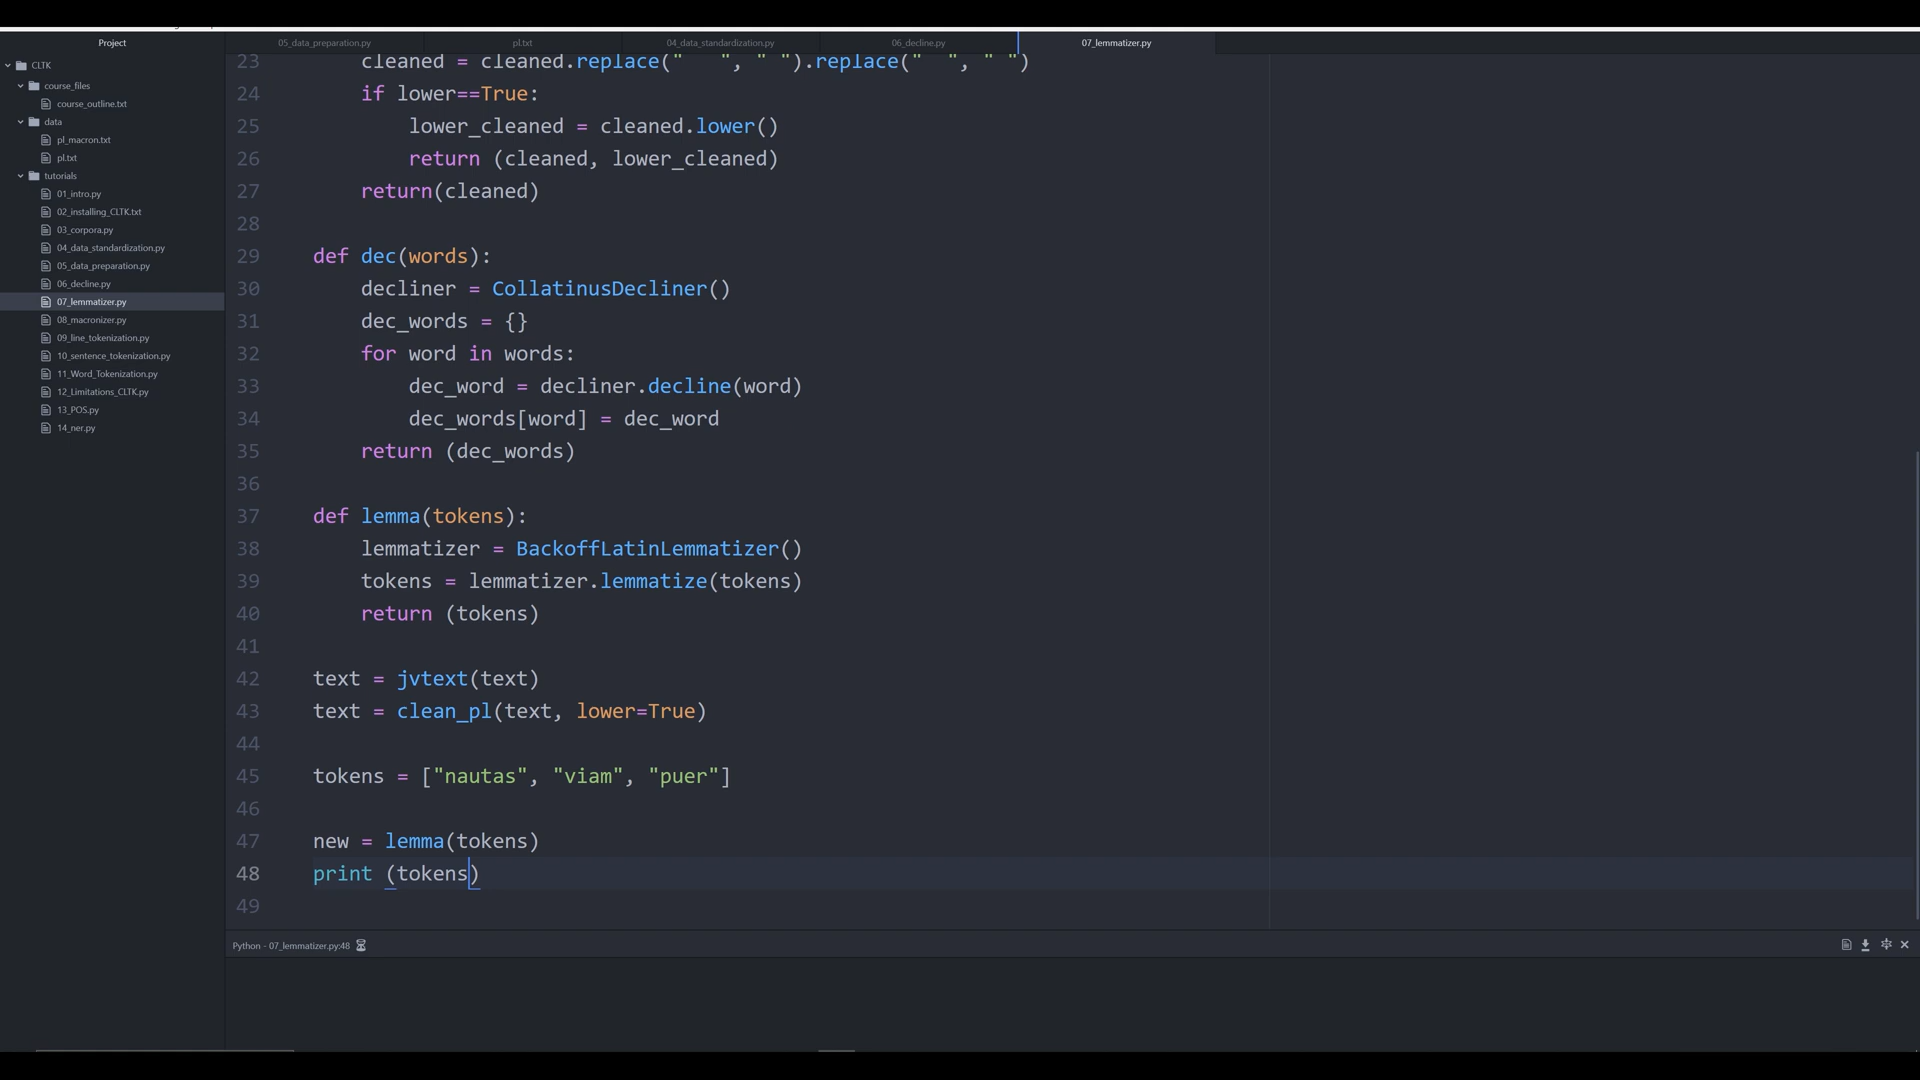 Project
05_data_preparation.py
pl.txt
04_data_standardization.py
06_decline.py
07_lemmatizer.py
CLTK
course_files
course_outline.txt
data
pl_macron.txt
pl.txt
tutorials
01_intro.py
02_installing_CLTK.txt
03_corpora.py
04_data_standardization.py
05_data_preparation.py
06_decline.py
07_lemmatizer.py
08_macronizer.py
09_line_tokenization.py
10_sentence_tokenization.py
11_Word_Tokenization.py
12_Limitations_CLTK.py
13_POS.py
14_ner.py
23     cleaned = cleaned.replace("   ", " ").replace("  ", " ")
24     if lower==True:
25         lower_cleaned = cleaned.lower()
26         return (cleaned, lower_cleaned)
27     return(cleaned)
28
29 def dec(words):
30     decliner = CollatinusDecliner()
31     dec_words = {}
32     for word in words:
33         dec_word = decliner.decline(word)
34         dec_words[word] = dec_word
35     return (dec_words)
36
37 def lemma(tokens):
38     lemmatizer = BackoffLatinLemmatizer()
39     tokens = lemmatizer.lemmatize(tokens)
40     return (tokens)
41
42 text = jvtext(text)
43 text = clean_pl(text, lower=True)
44
45 tokens = ["nautas", "viam", "puer"]
46
47 new = lemma(tokens)
48 print (tokens)
49
Python - 07_lemmatizer.py:48